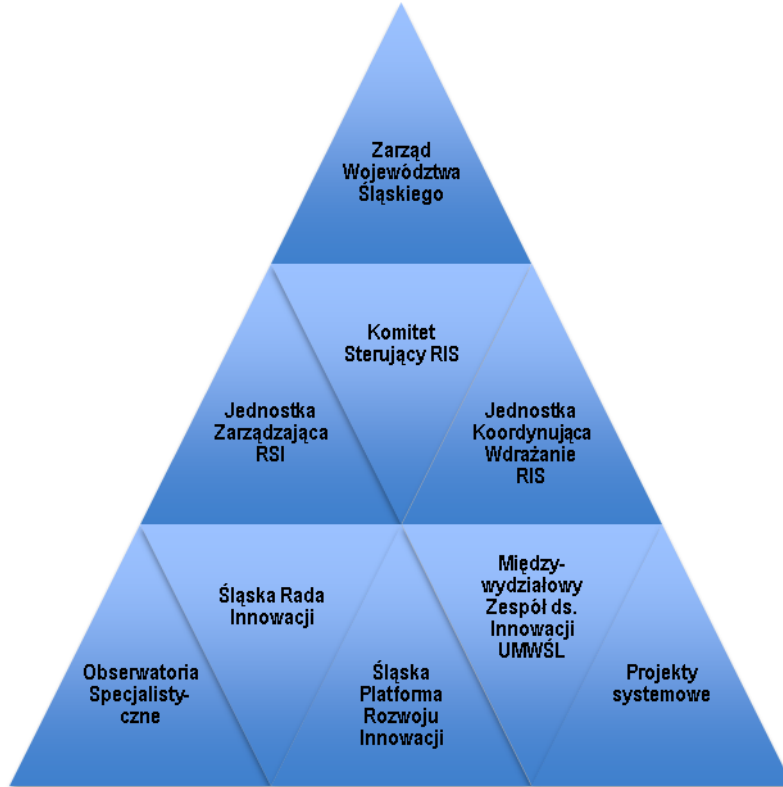 Zarząd
Województwa
Śląskiego
Komitet
Sterujący RIS
Jednostka
Zarządzająca
RSI
Jednostka
Koordynująca
Wdrażanie
RIS
Śląska Rada
Innowacji
Między-
wydziałowy
Zespół ds.
Innowacji
UMWŚL
Obserwatoria
Specjalisty-
czne
Śląska
Platforma
Rozwoju
Innowacji
Projekty
systemowe